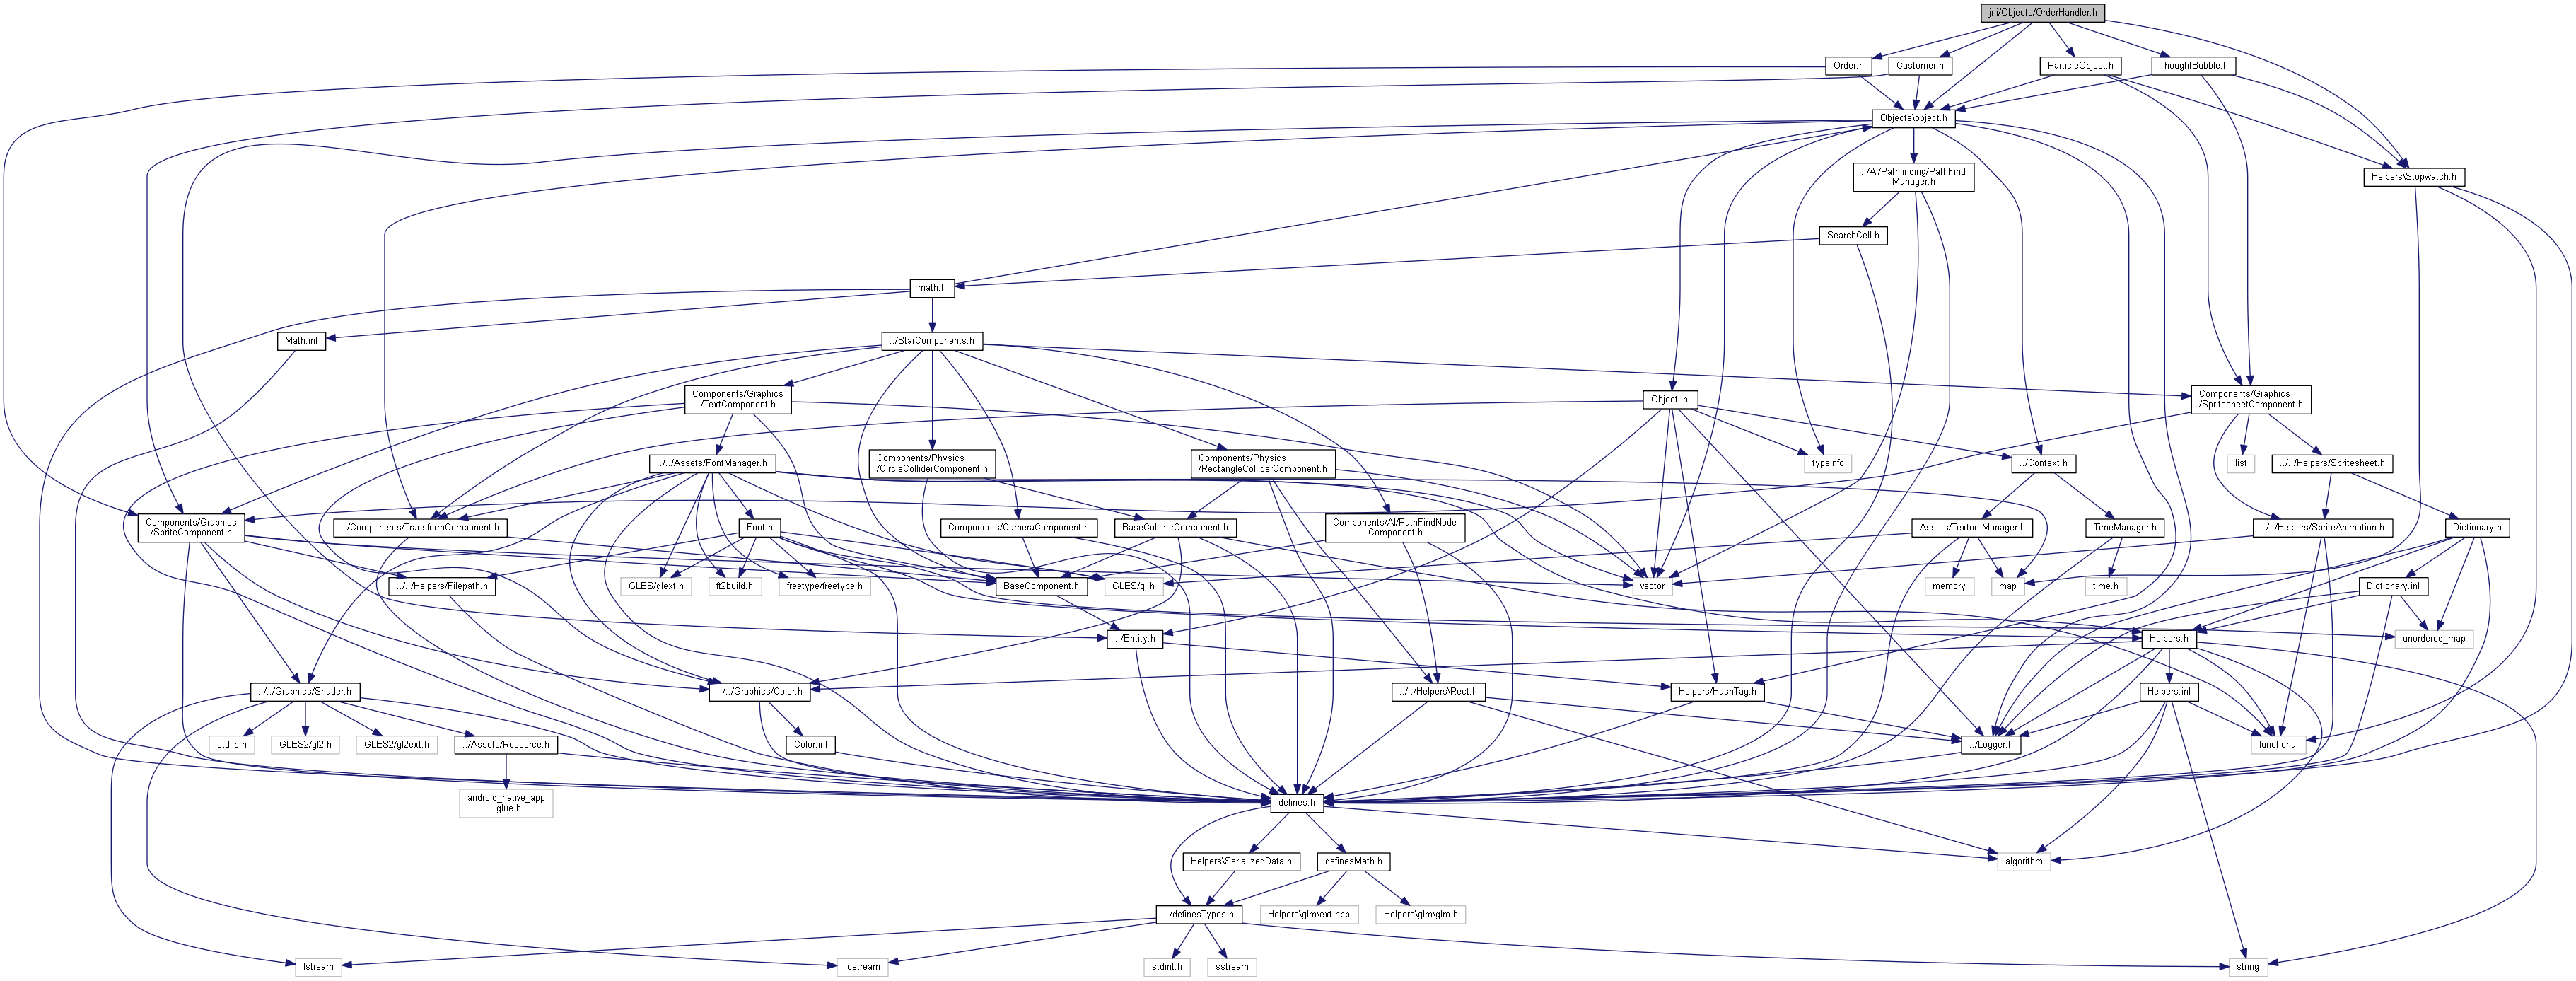 jni/Objects/OrderHandler.h
Order.h
Customer.h
ParticleObject.h
ThoughtBubble.h
Objects\object.h
../AI/Pathfinding/PathFind
Manager.h
Helpers\Stopwatch.h
SearchCell.h
math.h
Math.inl
../StarComponents.h
Components/Graphics
/TextComponent.h
Object.inl
Components/Graphics
/SpritesheetComponent.h
../../Assets/FontManager.h
Components/Physics
/CircleColliderComponent.h
Components/Physics
/RectangleColliderComponent.h
typeinfo
../Context.h
list
../../Helpers/Spritesheet.h
Components/Graphics
/SpriteComponent.h
../Components/TransformComponent.h
Font.h
Components/CameraComponent.h
BaseColliderComponent.h
Components/AI/PathFindNode
Component.h
Assets/TextureManager.h
TimeManager.h
../../Helpers/SpriteAnimation.h
Dictionary.h
../../Helpers/Filepath.h
GLES/glext.h
ft2build.h
freetype/freetype.h
BaseComponent.h
GLES/gl.h
vector
memory
map
time.h
Dictionary.inl
../Entity.h
Helpers.h
unordered_map
../../Graphics/Shader.h
../../Graphics/Color.h
../../Helpers\Rect.h
Helpers/HashTag.h
Helpers.inl
stdlib.h
GLES2/gl2.h
GLES2/gl2ext.h
../Assets/Resource.h
Color.inl
../Logger.h
functional
android_native_app
_glue.h
defines.h
Helpers\SerializedData.h
definesMath.h
algorithm
../definesTypes.h
Helpers\glm\ext.hpp
Helpers\glm\glm.h
fstream
iostream
stdint.h
sstream
string